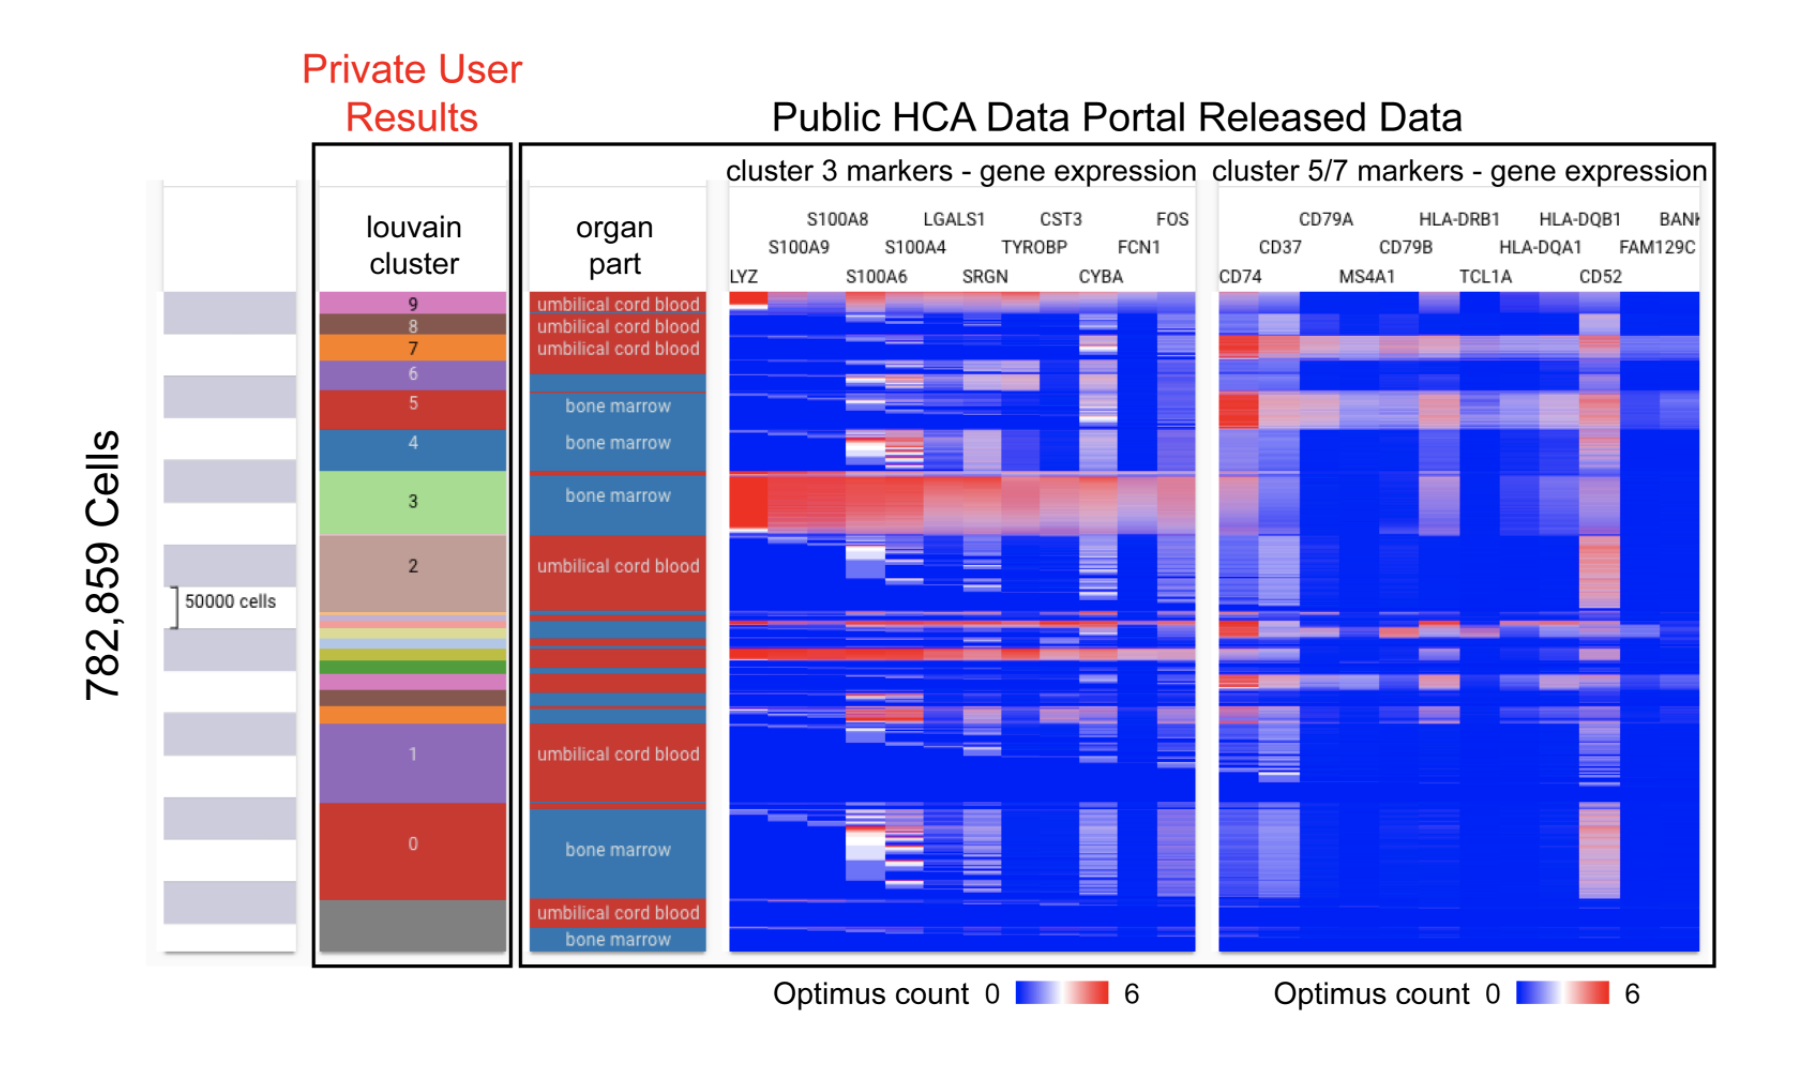 Private User
Results
Public HCA Data Portal Released Data
cluster 3 markers - gene expression
cluster 5/7 markers - gene expression
louvain
cluster
organ
part
S100A8 LGALS1 CST3 FOS
S100A9 S100A4 TYROBP FCN1
LYZ S100A6 SRGN CYBA
CD79A HLA-DRB1 HLA-DQB1 BANK
CD37 CD79B HLA-DQA1 FAM129C
CD74 MS4A1 TCL1A CD52
782,859 Cells
50000 cells
9
8
7
6
5
4
3
2
1
0
umbilical cord blood
umbilical cord blood
umbilical cord blood
bone marrow
bone marrow
bone marrow
umbilical cord blood
umbilical cord blood
bone marrow
umbilical cord blood
bone marrow
Optimus count 0 6
Optimus count 0 6